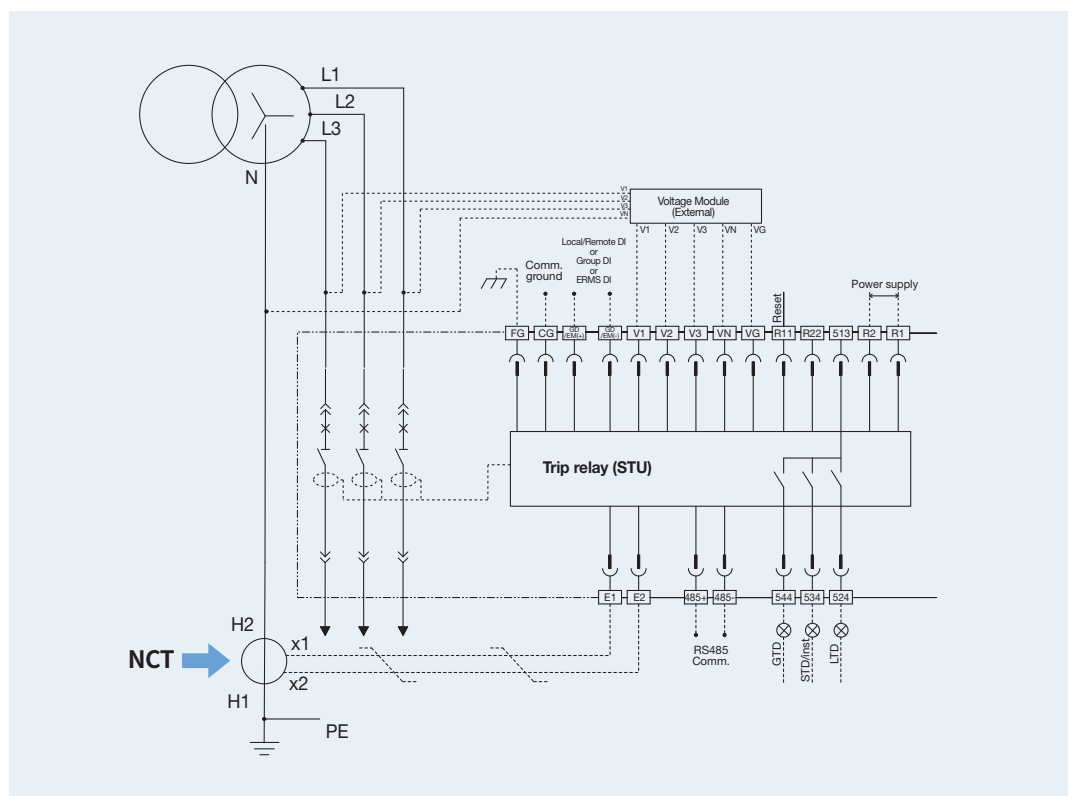 L1
L2
L3
N
V1
V2
V3
VN
Voltage Module
(External)
V1
V2
V3
VN
VG
Local/Remote DI
or
Group DI
or
ERMS DI
Comm.
ground
Reset
Power supply
FG
CG
/EM(+)
/EM(-)
V1
V2
V3
VN
VG
R11
R22
513
R2
R1
Trip relay (STU)
E1
E2
485+
485-
544
534
524
RS485
Comm.
GTD
STD/Inst
LTD
H2
x1
NCT
x2
H1
PE